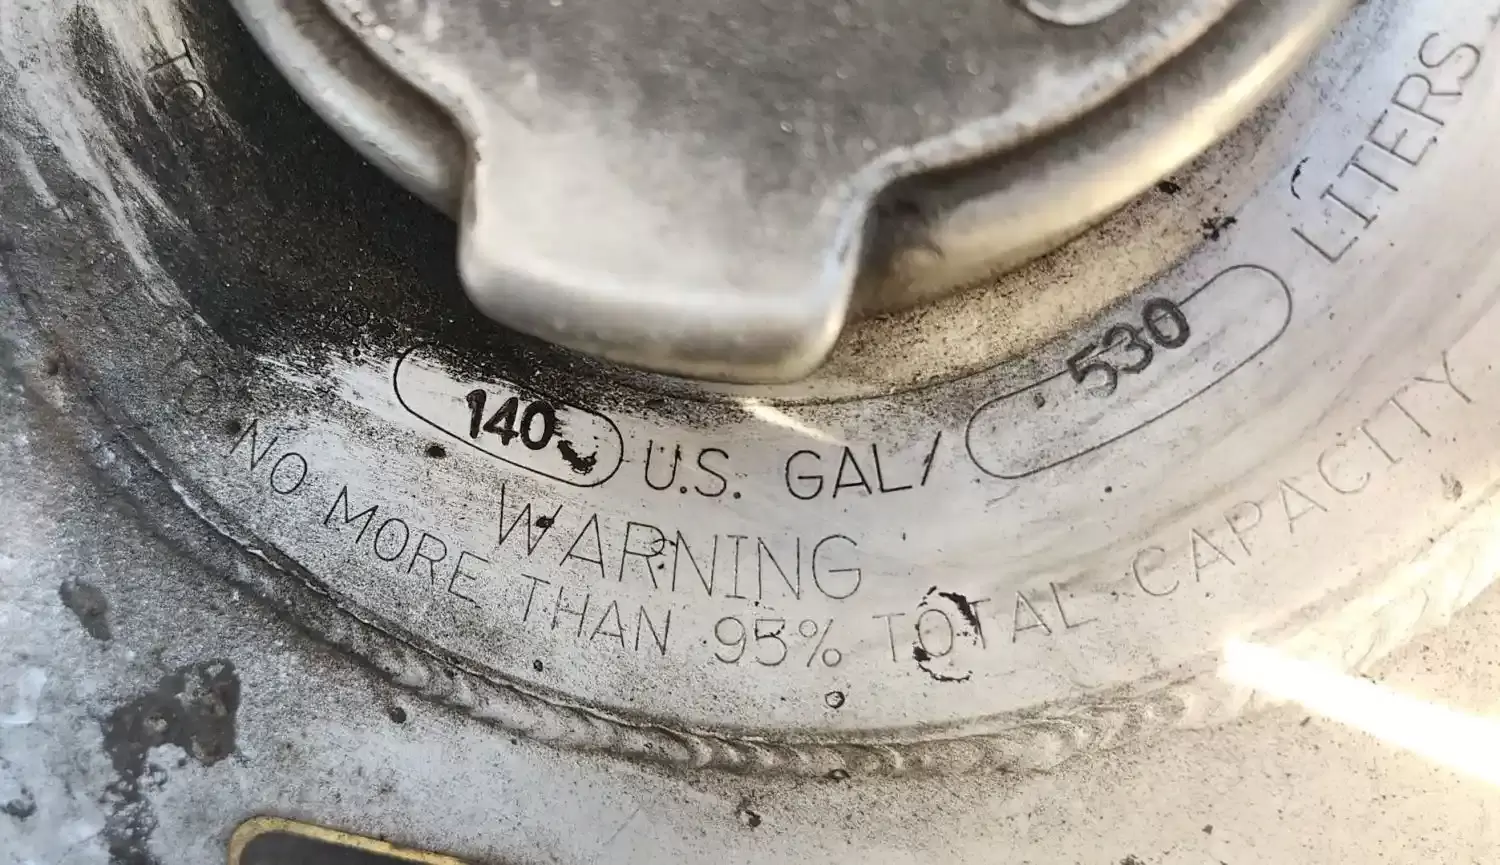 140 U.S. GAL/ 530 LITERS
WARNING
NO MORE THAN 95% TOTAL CAPACITY